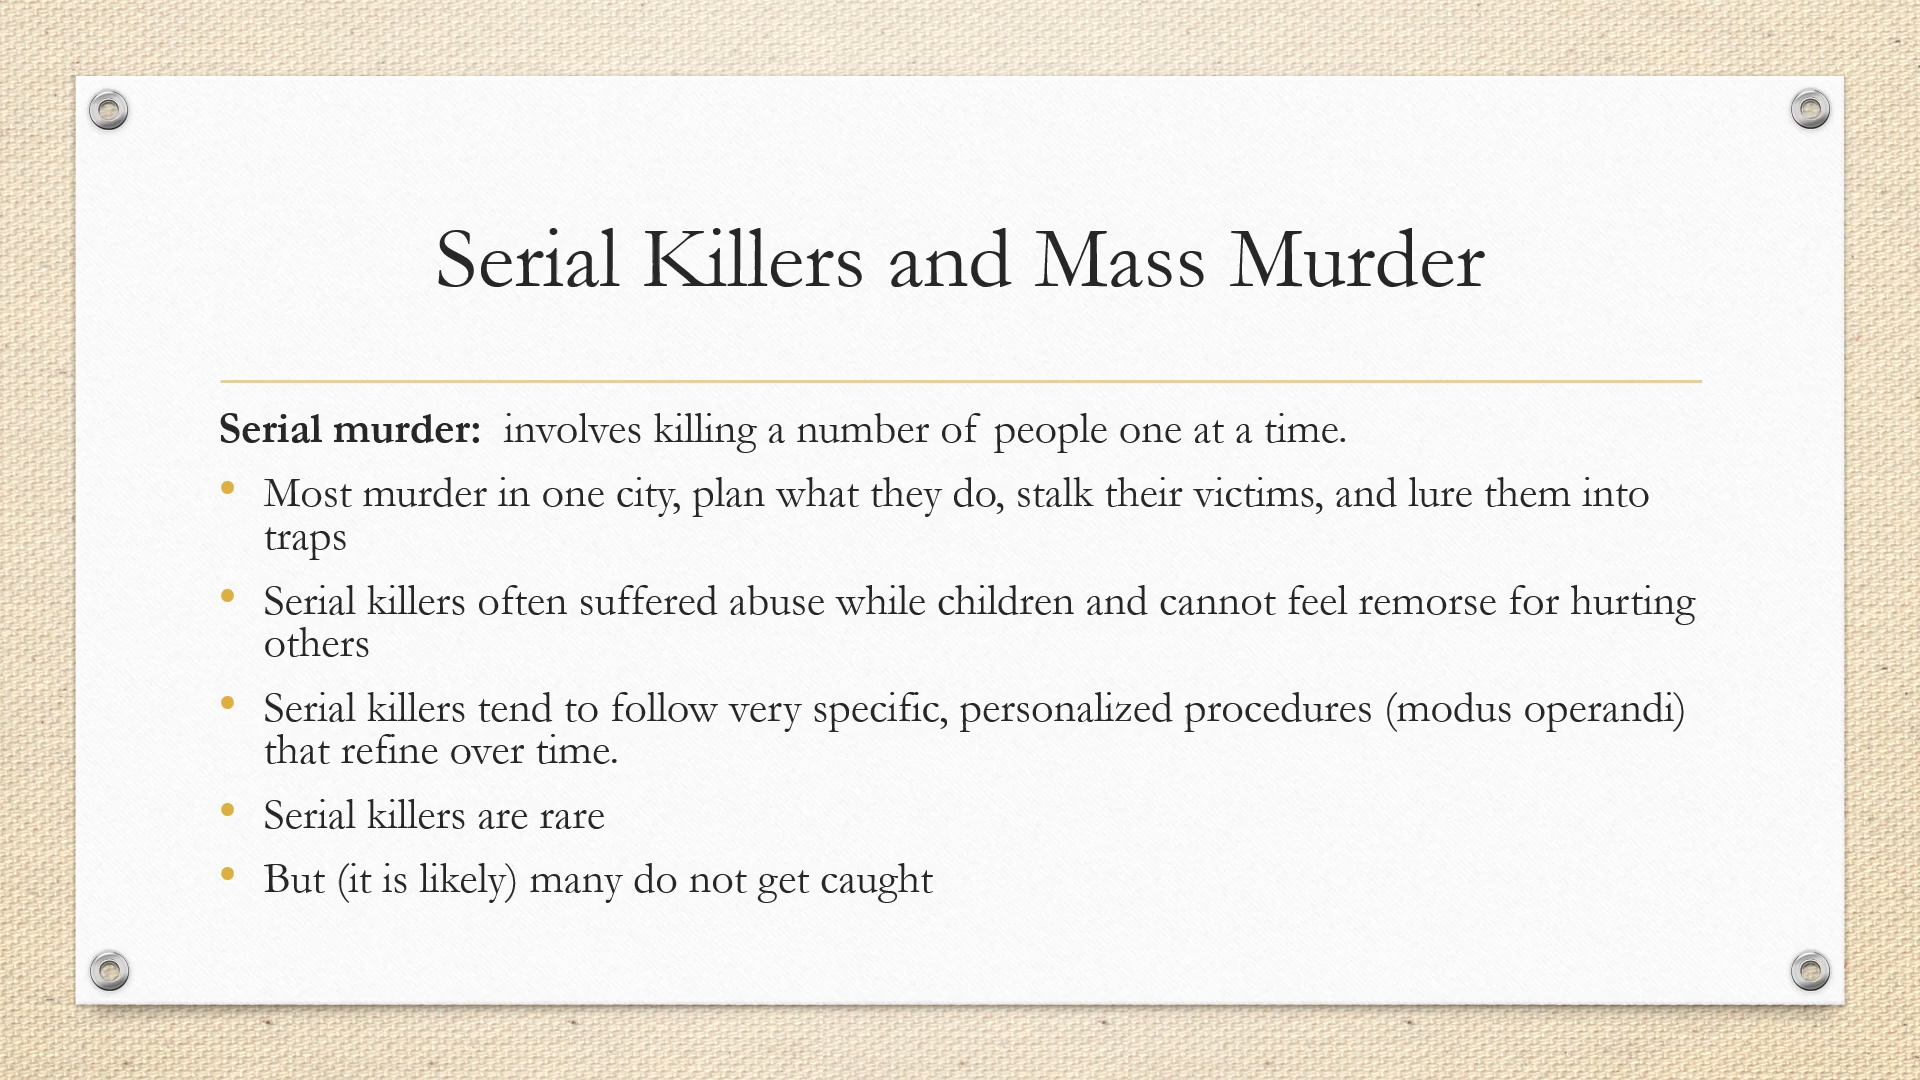 Serial Killers and Mass Murder
Serial murder: involves killing a number of people one at a time.
• Most murder in one city, plan what they do, stalk their victims, and lure them into
traps
• Serial killers often suffered abuse while children and cannot feel remorse for hurting
others
• Serial killers tend to follow very specific, personalized procedures (modus operandi)
that refine over time.
• Serial killers are rare
• But (it is likely) many do not get caught